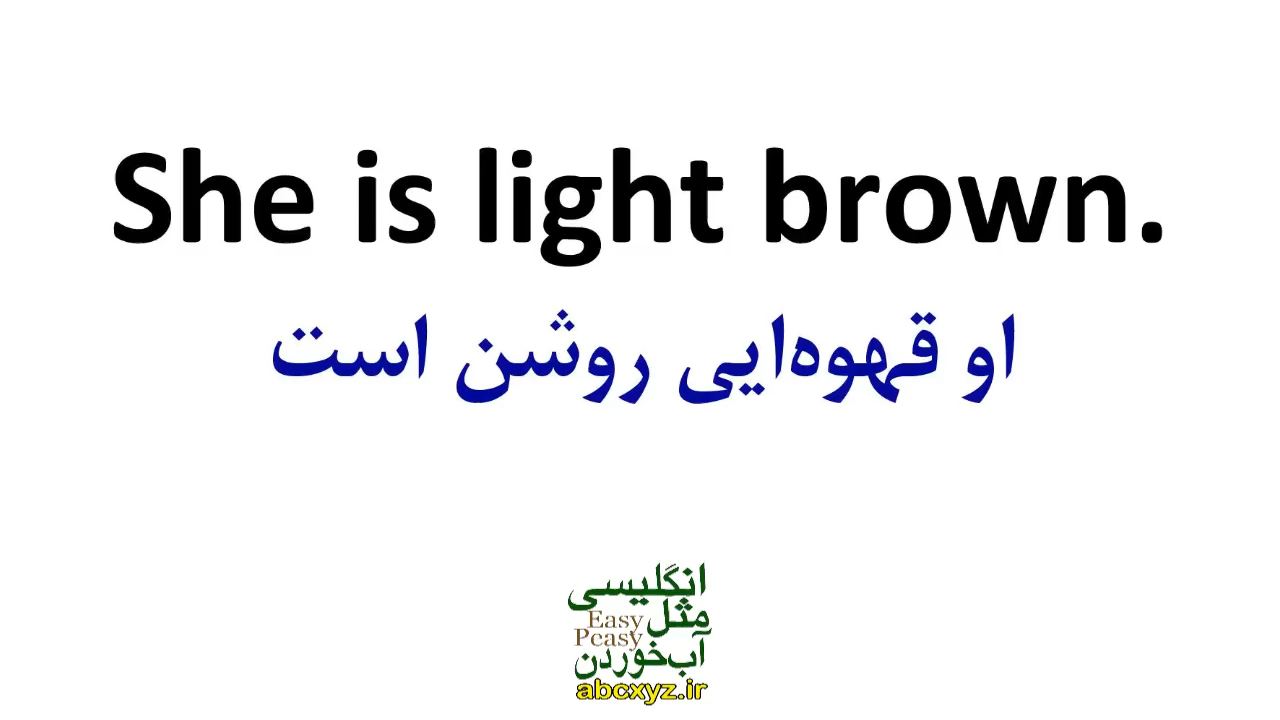 She is light brown.
او قهوه‌ایی روشن است
انگلیسی
مثل
Easy
Peasy
آب‌خوردن
abcxyz.ir